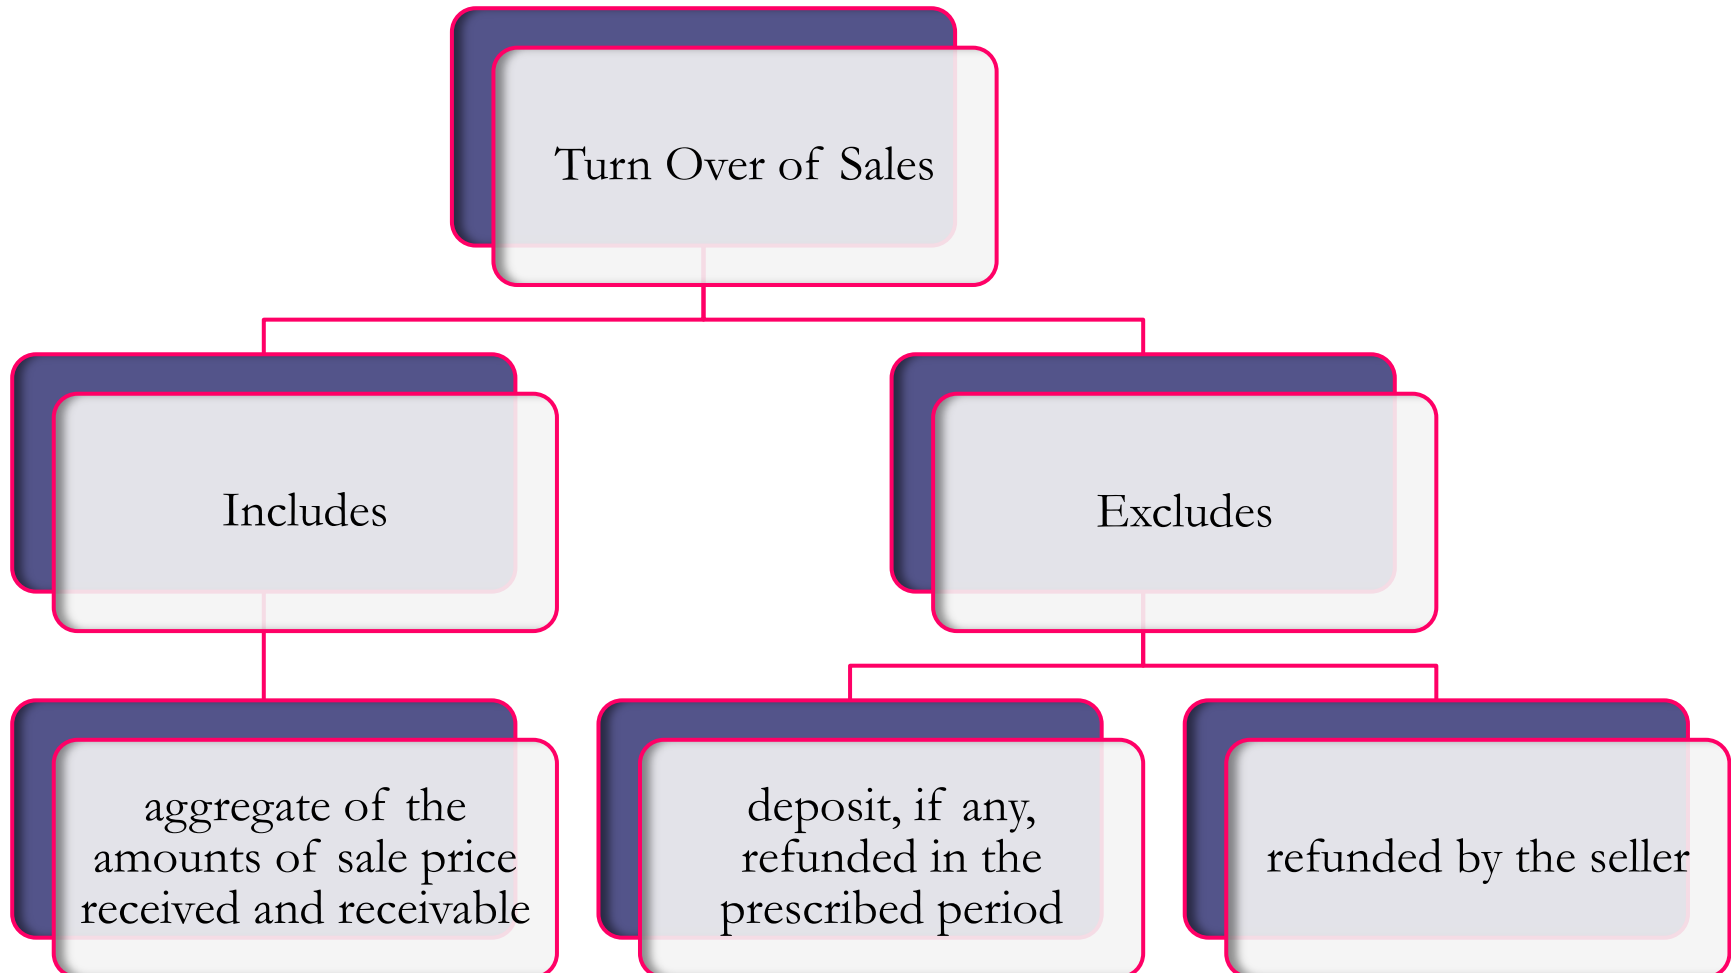 Turn Over of Sales
Includes
Excludes
aggregate of the
amounts of sale price
received and receivable
deposit, if any,
refunded in the
prescribed period
refunded by the seller